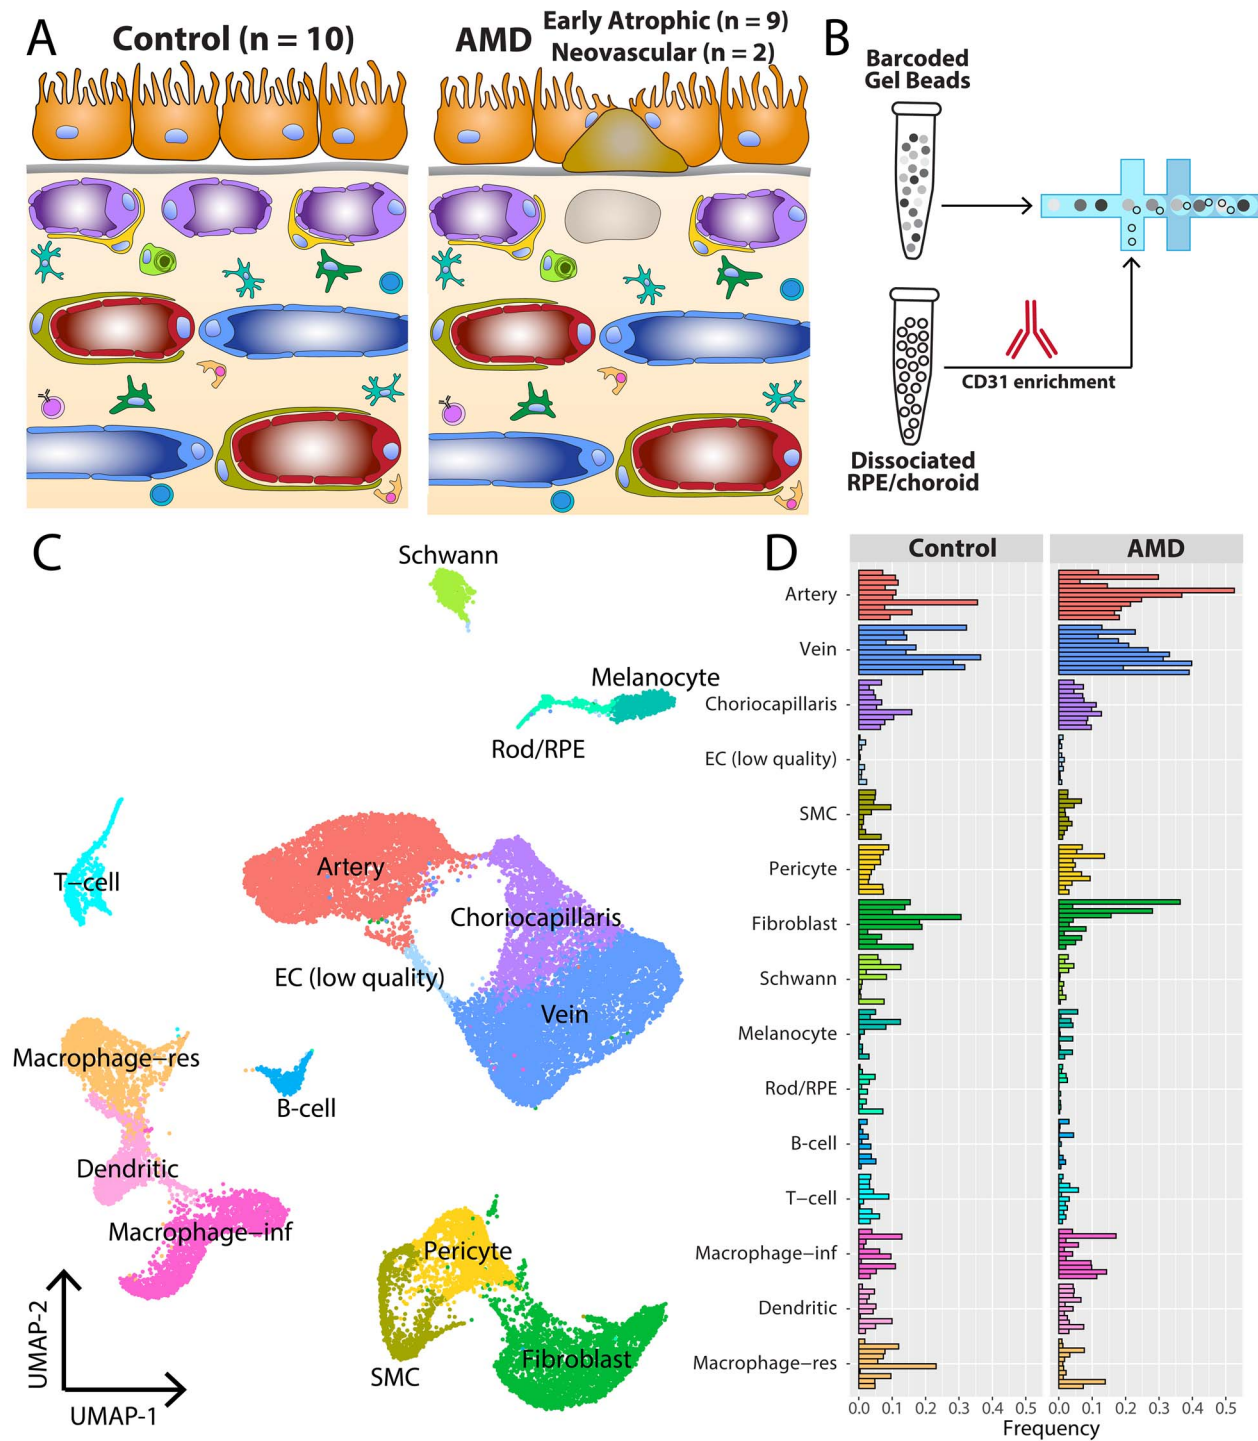 A
Control (n = 10)
AMD
Early Atrophic (n = 9)
Neovascular (n = 2)
B
Barcoded
Gel Beads
CD31 enrichment
Dissociated
RPE/choroid
C
Schwann
Melanocyte
Rod/RPE
T−cell
Artery
Choriocapillaris
EC (low quality)
Vein
Macrophage−res
B-cell
Dendritic
Macrophage−inf
Pericyte
SMC
Fibroblast
UMAP-2
UMAP-1
D
Control
AMD
Artery
Vein
Choriocapillaris
EC (low quality)
SMC
Pericyte
Fibroblast
Schwann
Melanocyte
Rod/RPE
B−cell
T−cell
Macrophage−inf
Dendritic
Macrophage−res
0.0 0.1 0.2 0.3 0.4 0.5 0.0 0.1 0.2 0.3 0.4 0.5
Frequency